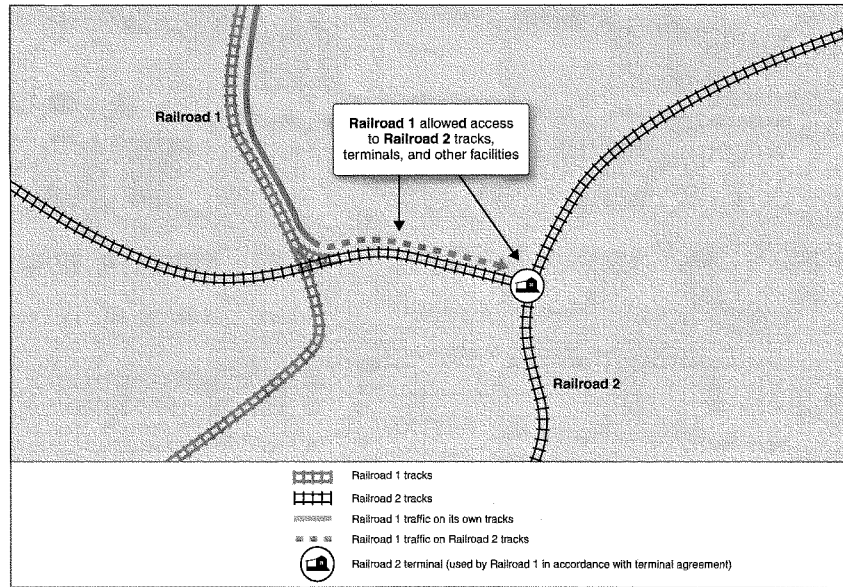 Railroad 1
Railroad 1 allowed access
to Railroad 2 tracks,
terminals, and other facilities
Railroad 2
Railroad 1 tracks
Railroad 2 tracks
Railroad 1 traffic on its own tracks
Railroad 1 traffic on Railroad 2 tracks
Railroad 2 terminal (used by Railroad 1 in accordance with terminal agreement)